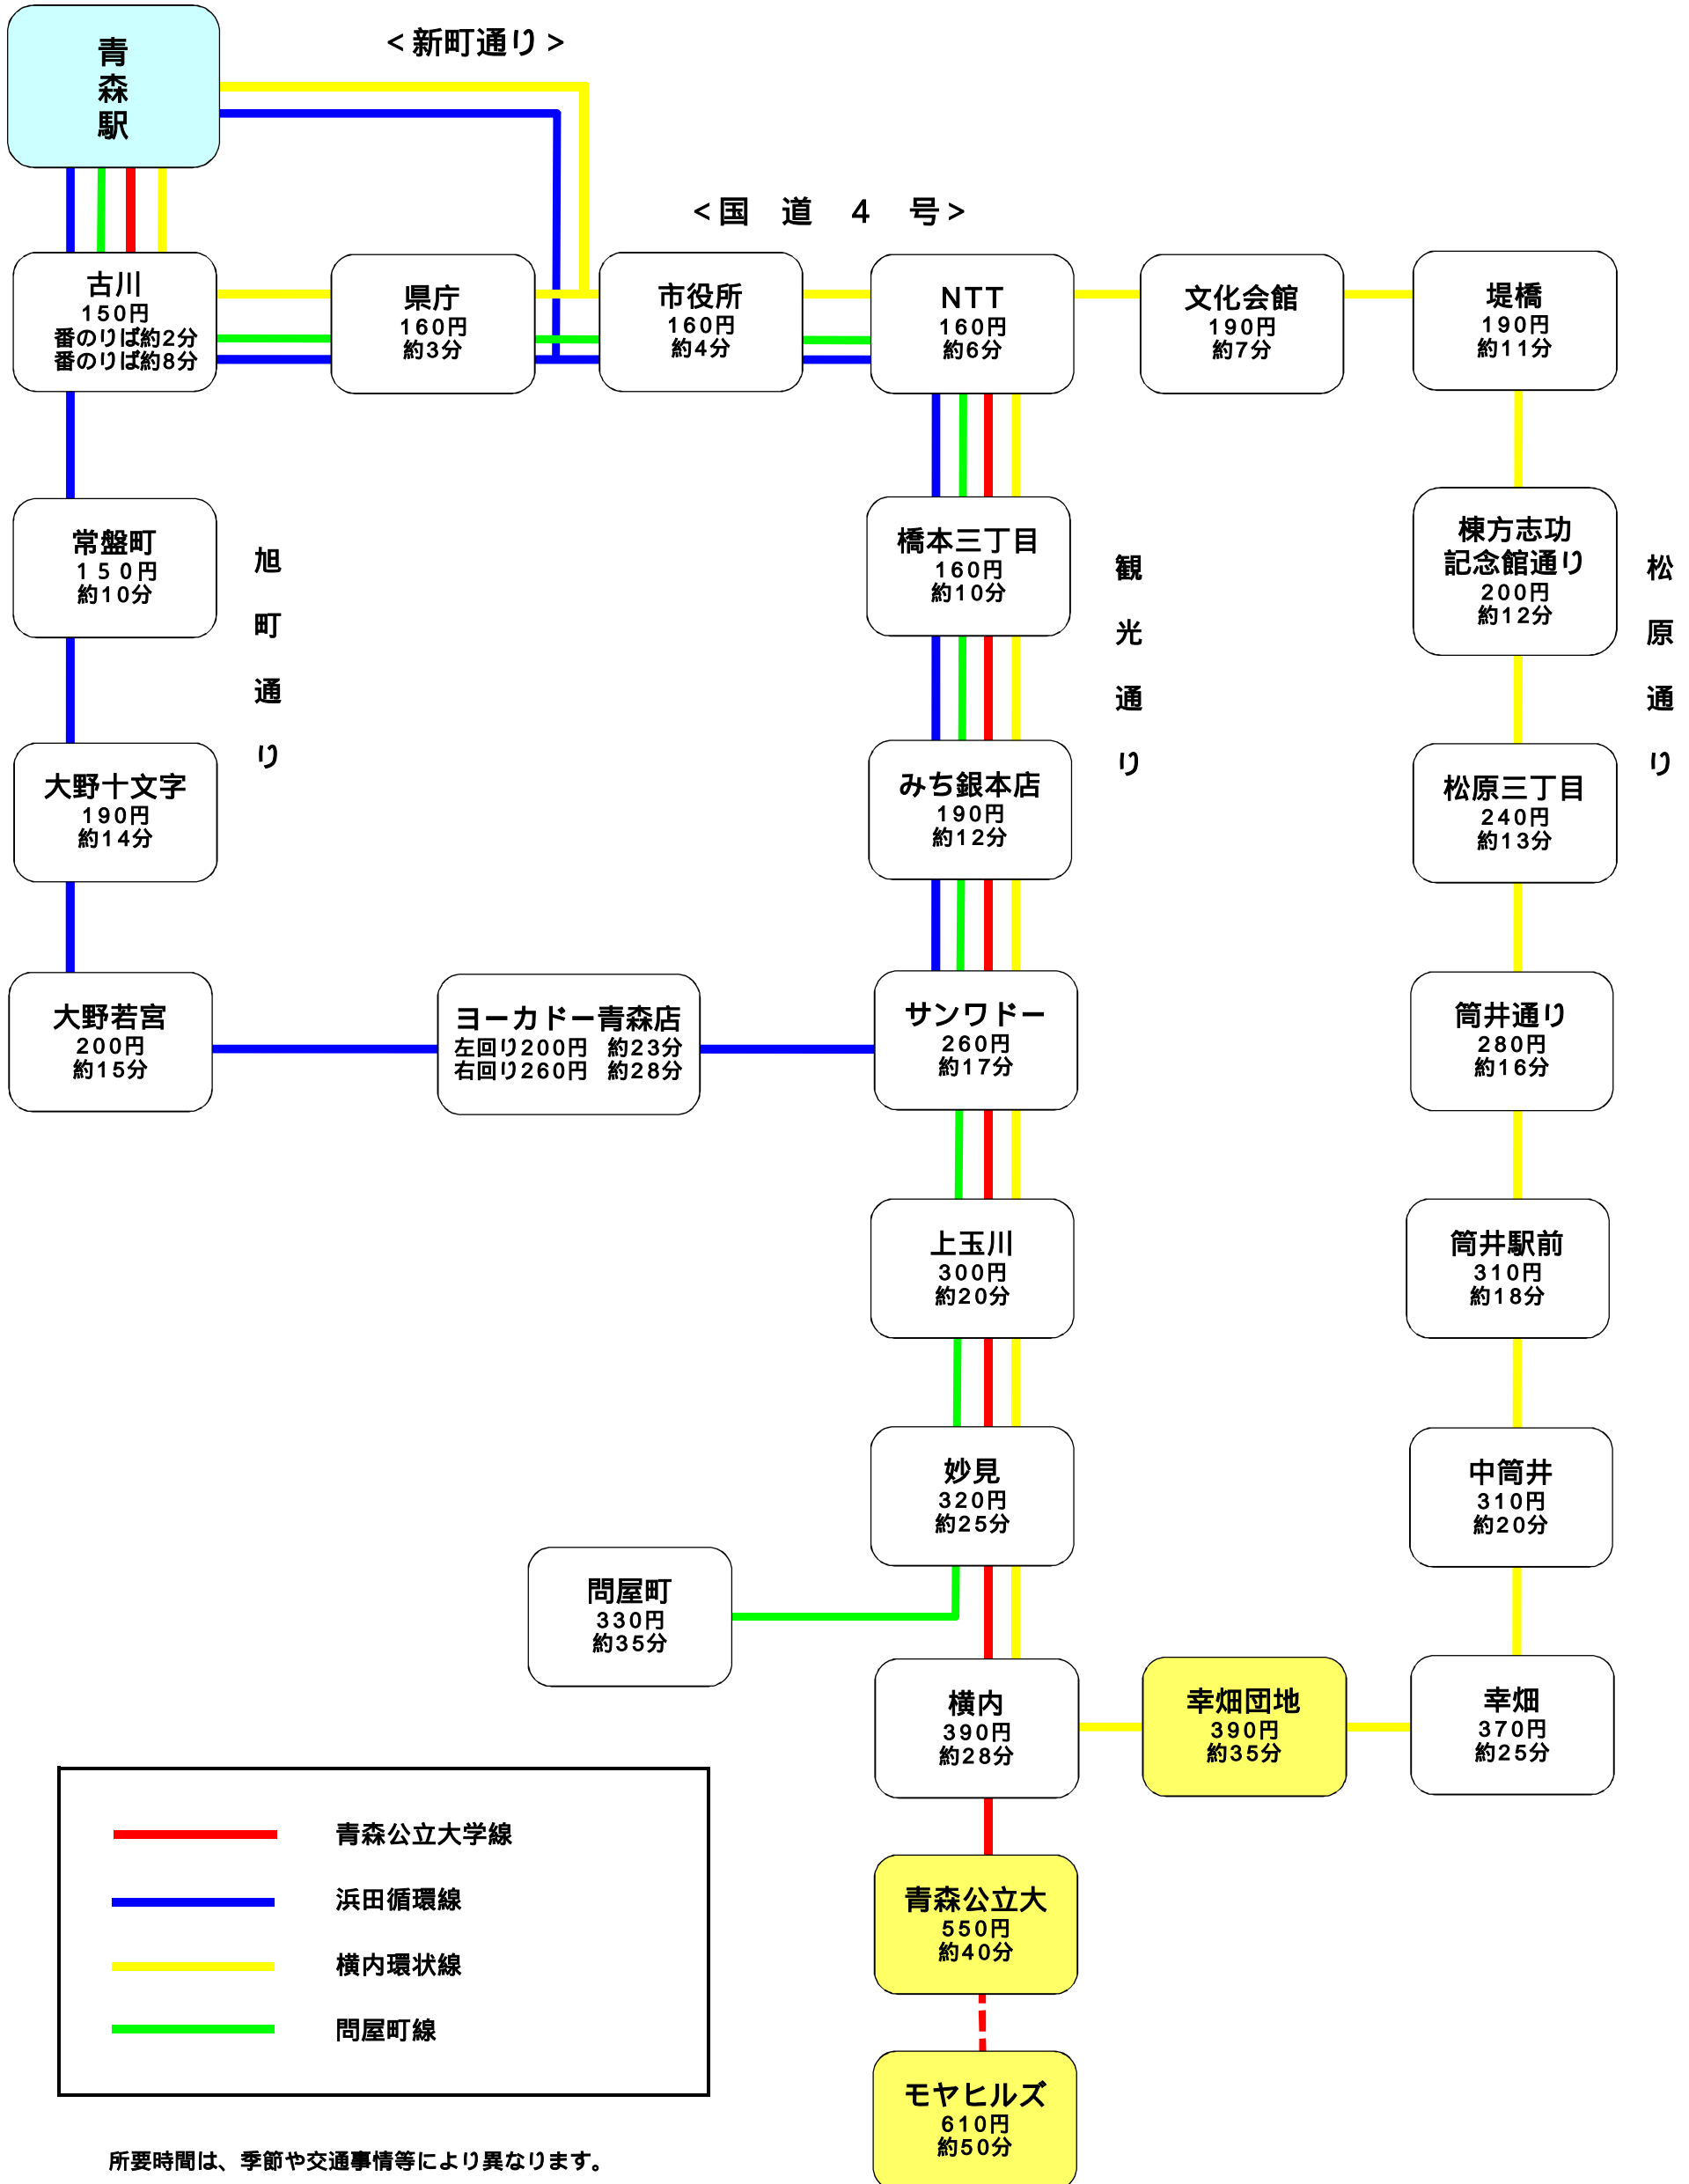 青森駅
＜新町通り＞
＜国　道　４　号＞
古川
150円
番のりば約2分
番のりば約8分
県庁
160円
約3分
市役所
160円
約4分
NTT
160円
約6分
文化会館
190円
約7分
堤橋
190円
約11分
常盤町
１５０円
約10分
旭町通り
橋本三丁目
160円
約10分
観光通り
棟方志功
記念館通り
200円
約12分
松原通り
大野十文字
190円
約14分
みち銀本店
190円
約12分
松原三丁目
240円
約13分
大野若宮
200円
約15分
ヨーカドー青森店
左回り200円　約23分
右回り260円　約28分
サンワドー
260円
約17分
筒井通り
280円
約16分
上玉川
300円
約20分
筒井駅前
310円
約18分
妙見
320円
約25分
中筒井
310円
約20分
問屋町
330円
約35分
横内
390円
約28分
幸畑団地
390円
約35分
幸畑
370円
約25分
青森公立大学線
浜田循環線
横内環状線
問屋町線
青森公立大
550円
約40分
モヤヒルズ
610円
約50分
所要時間は、季節や交通事情等により異なります。